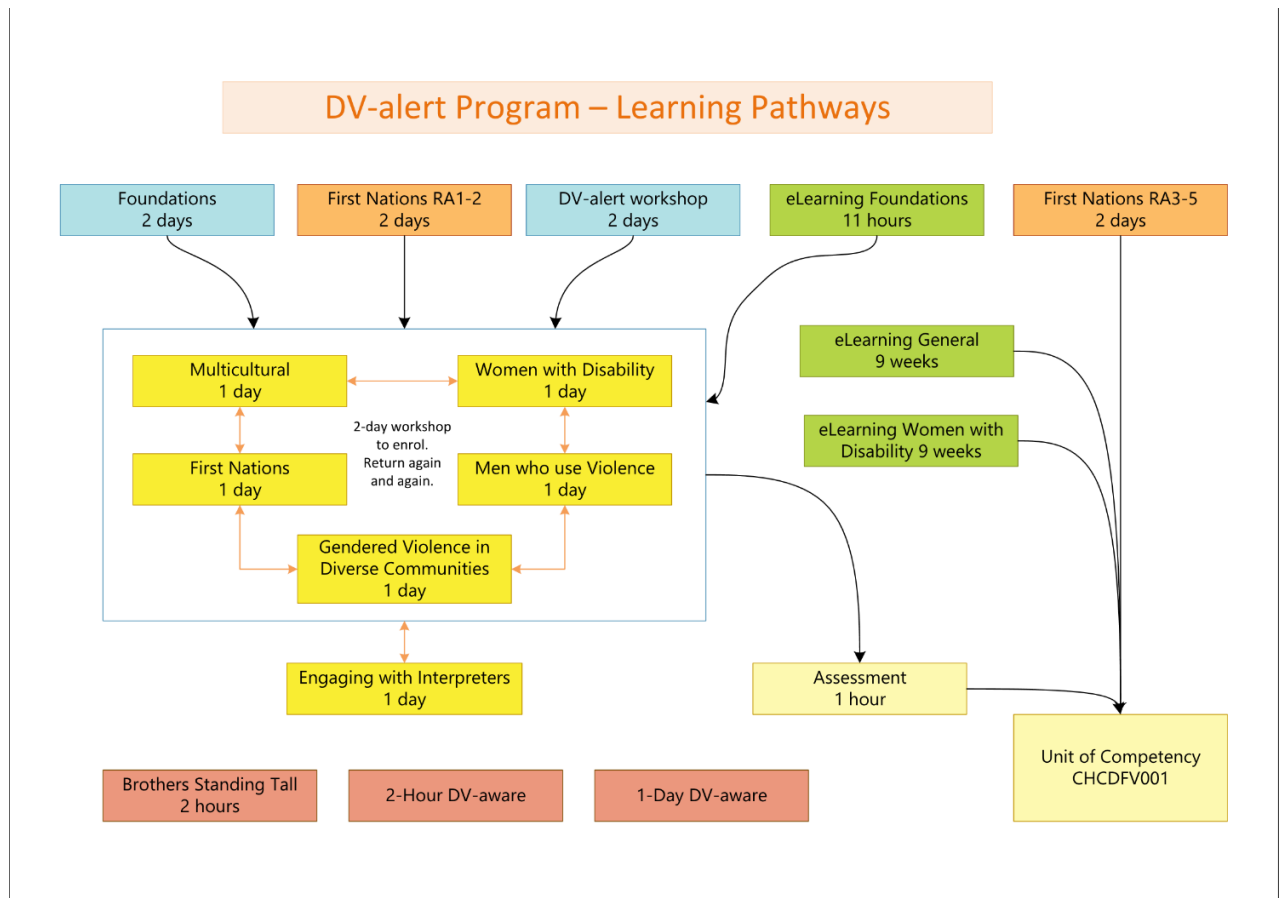 DV-alert Program – Learning Pathways
Foundations
2 days
First Nations RA1-2
2 days
DV-alert workshop
2 days
eLearning Foundations
11 hours
First Nations RA3-5
2 days
eLearning General
9 weeks
eLearning Women with
Disability 9 weeks
Multicultural
1 day
Women with Disability
1 day
2-day workshop
to enrol.
Return again
and again.
First Nations
1 day
Men who use Violence
1 day
Gendered Violence in
Diverse Communities
1 day
Engaging with Interpreters
1 day
Assessment
1 hour
Unit of Competency
CHCDFV001
Brothers Standing Tall
2 hours
2-Hour DV-aware
1-Day DV-aware